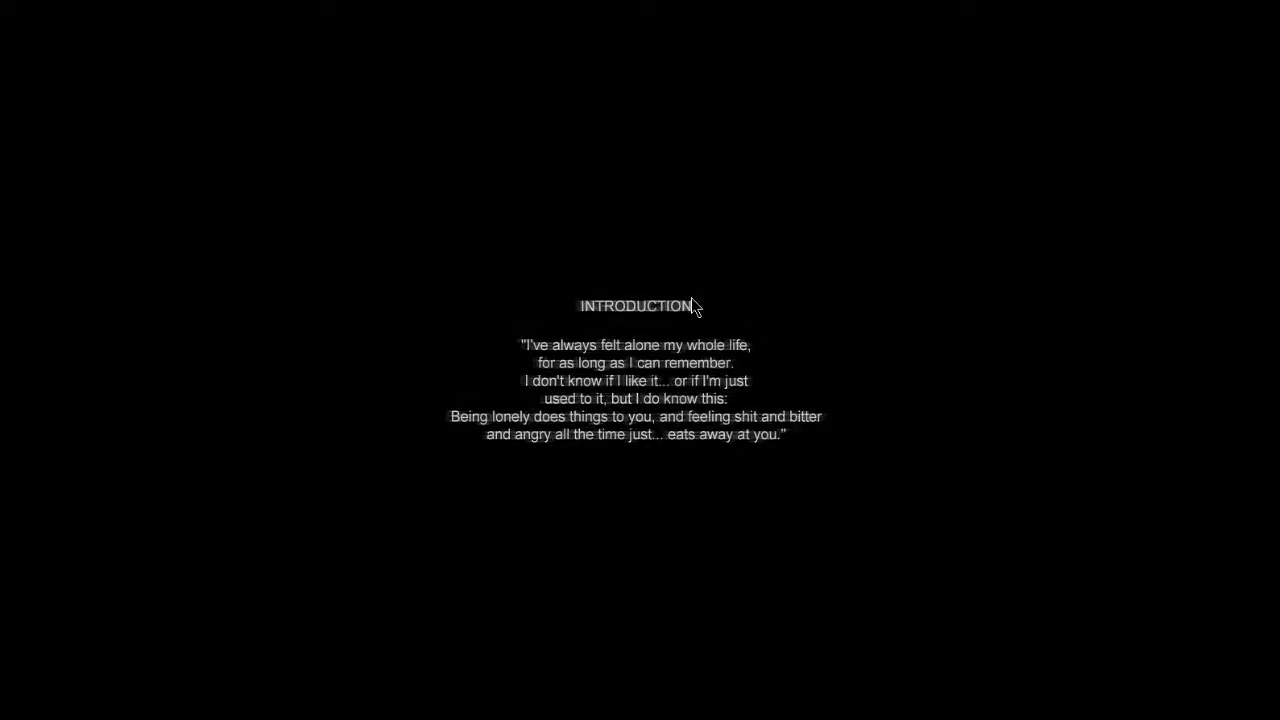 INTRODUCTION
"I've always felt alone my whole life,
for as long as I can remember.
I don't know if I like it... or if I'm just
used to it, but I do know this:
Being lonely does things to you, and feeling shit and bitter
and angry all the time just... eats away at you."